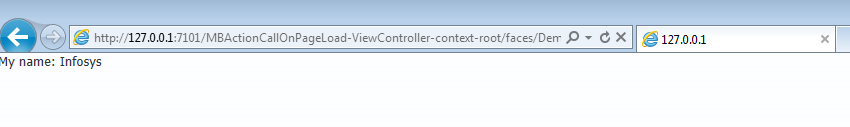 http://127.0.0.1:7101/MBActionCallOnPageLoad-ViewController-context-root/faces/Dem
127.0.0.1
My name: Infosys